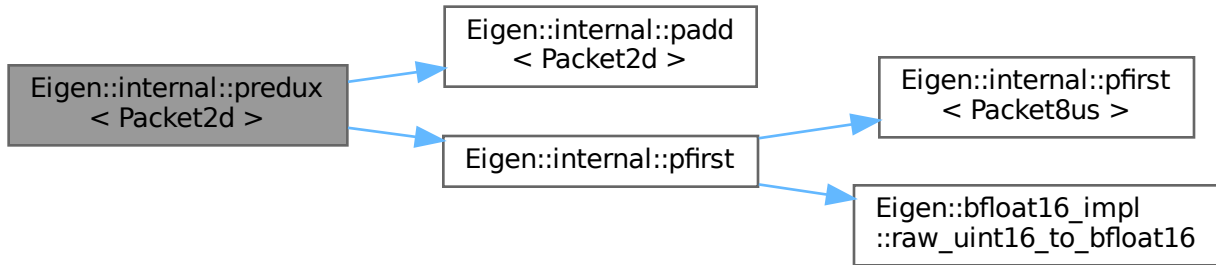 Eigen::internal::predux
< Packet2d >
Eigen::internal::padd
< Packet2d >
Eigen::internal::pfirst
Eigen::internal::pfirst
< Packet8us >
Eigen::bfloat16_impl
::raw_uint16_to_bfloat16